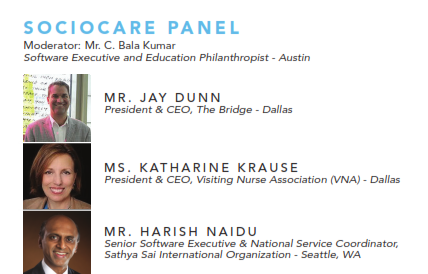 SOCIOCARE PANEL
Moderator: Mr. C. Bala Kumar
Software Executive and Education Philanthropist - Austin
MR. JAY DUNN
President & CEO, The Bridge - Dallas
MS. KATHARINE KRAUSE
President & CEO, Visiting Nurse Association (VNA) - Dallas
MR. HARISH NAIDU
Senior Software Executive & National Service Coordinator,
Sathya Sai International Organization - Seattle, WA